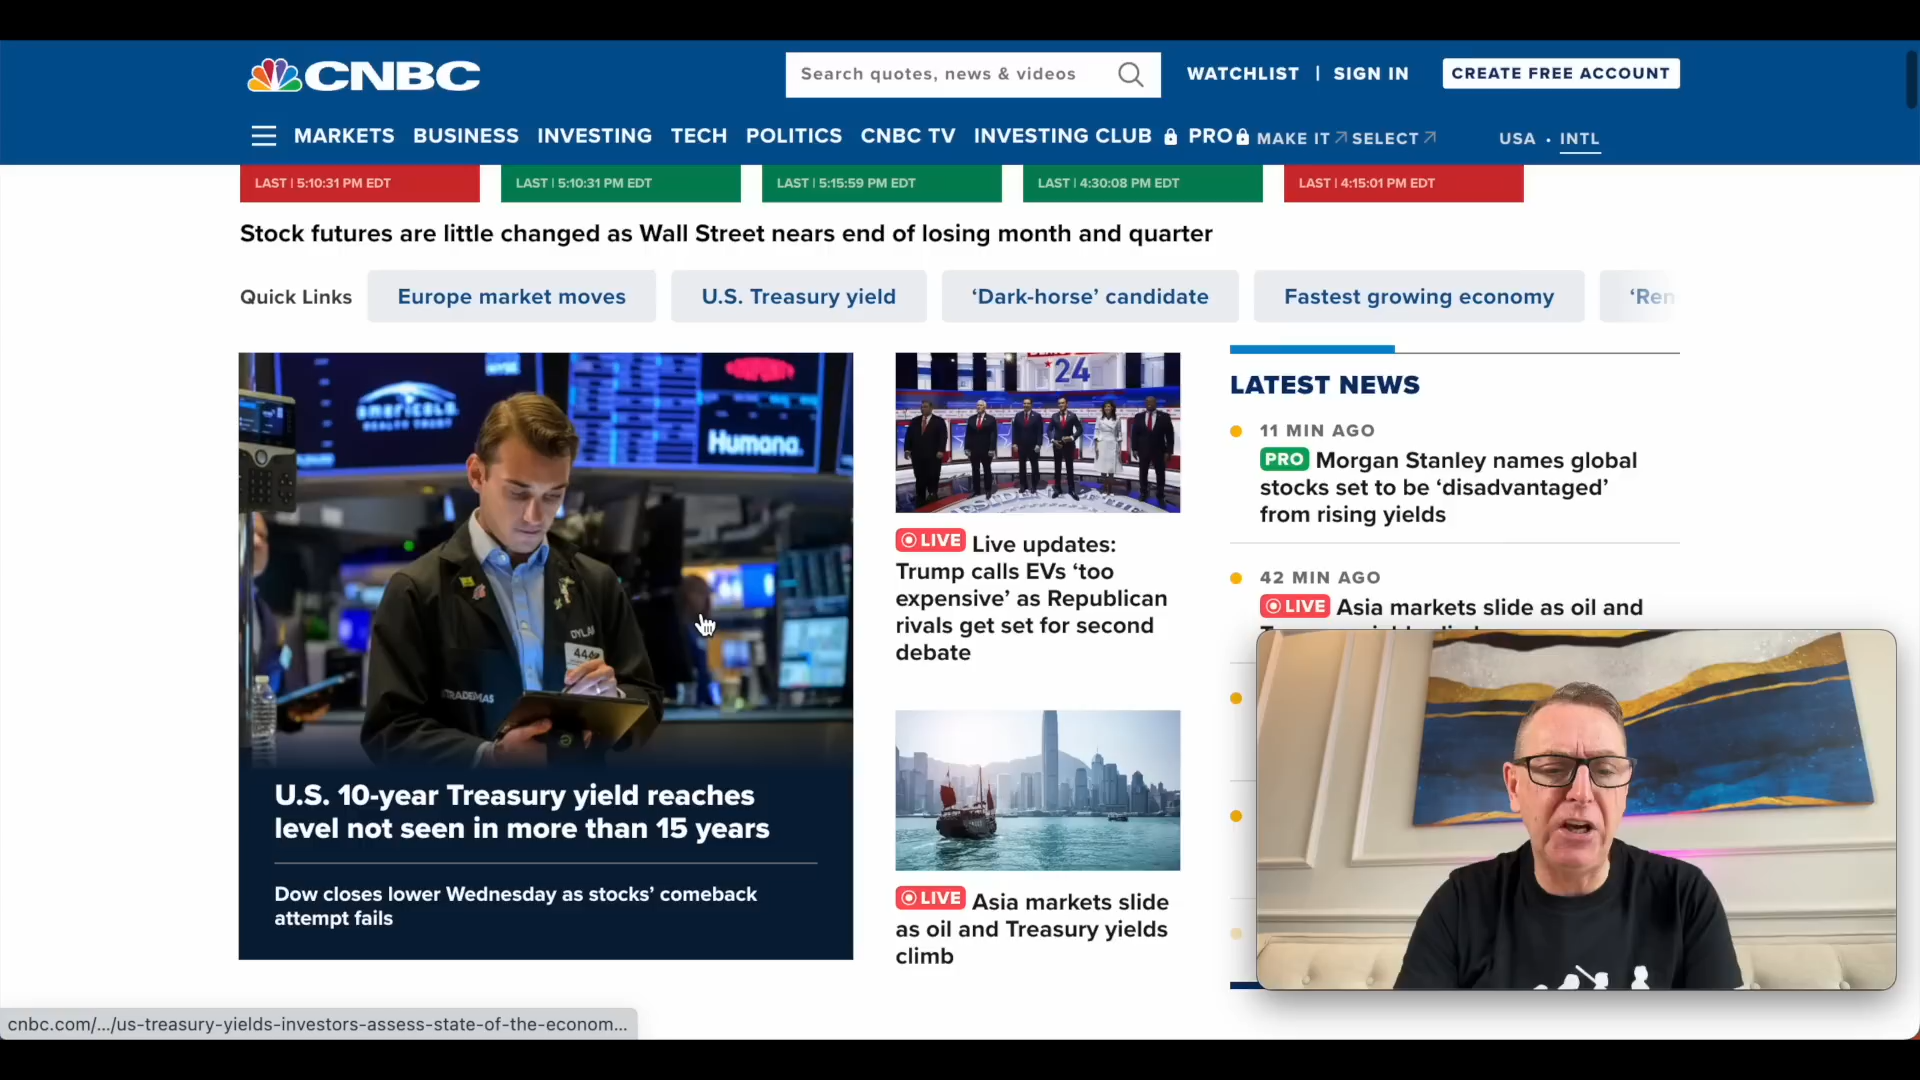 CNBC
Search quotes, news & videos
WATCHLIST | SIGN IN
CREATE FREE ACCOUNT
MARKETS BUSINESS INVESTING TECH POLITICS CNBC TV INVESTING CLUB PRO MAKE IT SELECT USA • INTL
LAST | 5:10:31 PM EDT
LAST | 5:10:31 PM EDT
LAST | 5:15:59 PM EDT
LAST | 4:30:08 PM EDT
LAST | 4:15:01 PM EDT
Stock futures are little changed as Wall Street nears end of losing month and quarter
Quick Links
Europe market moves
U.S. Treasury yield
‘Dark-horse’ candidate
Fastest growing economy
‘Ren
americold
HEALTH TRUST
Humana
DYLAN
444
TRADEMAS
U.S. 10-year Treasury yield reaches
level not seen in more than 15 years
Dow closes lower Wednesday as stocks’ comeback
attempt fails
24
LIVE Live updates:
Trump calls EVs ‘too
expensive’ as Republican
rivals get set for second
debate
LIVE Asia markets slide
as oil and Treasury yields
climb
LATEST NEWS
11 MIN AGO
PRO Morgan Stanley names global
stocks set to be ‘disadvantaged’
from rising yields
42 MIN AGO
LIVE Asia markets slide as oil and
cnbc.com/.../us-treasury-yields-investors-assess-state-of-the-econom...